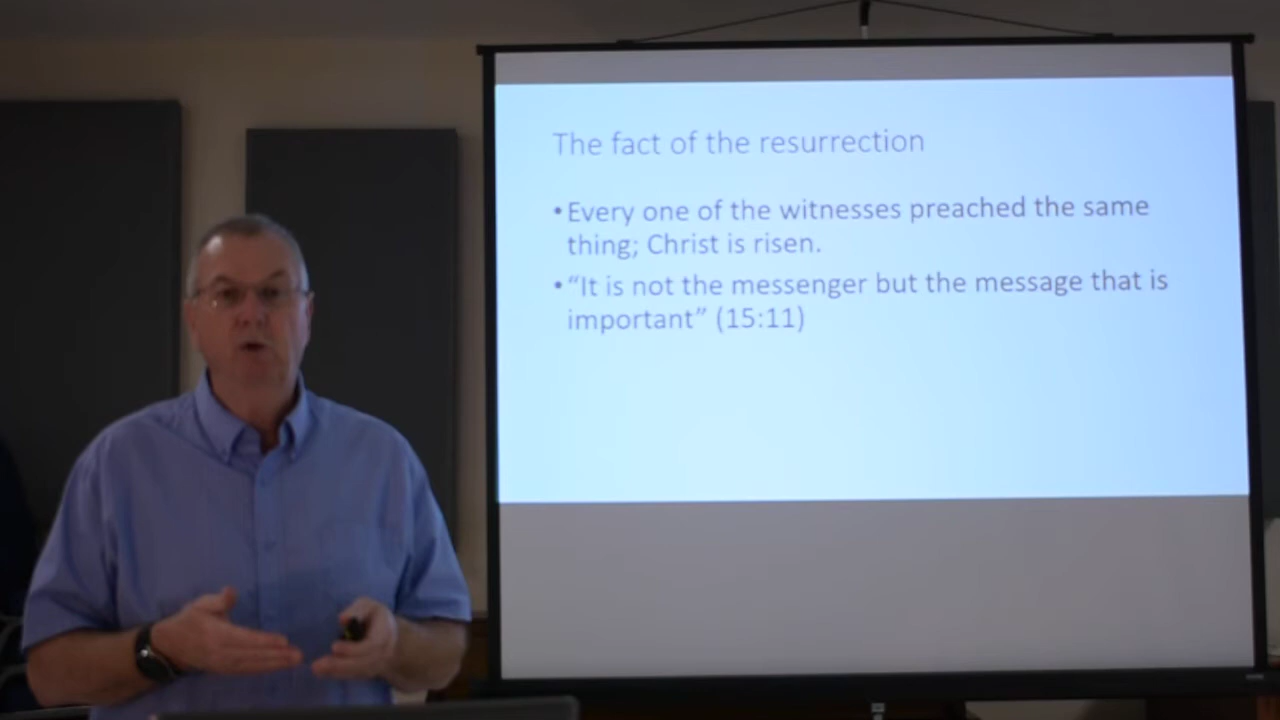 The fact of the resurrection
•Every one of the witnesses preached the same
thing; Christ is risen.
•“It is not the messenger but the message that is
important” (15:11)